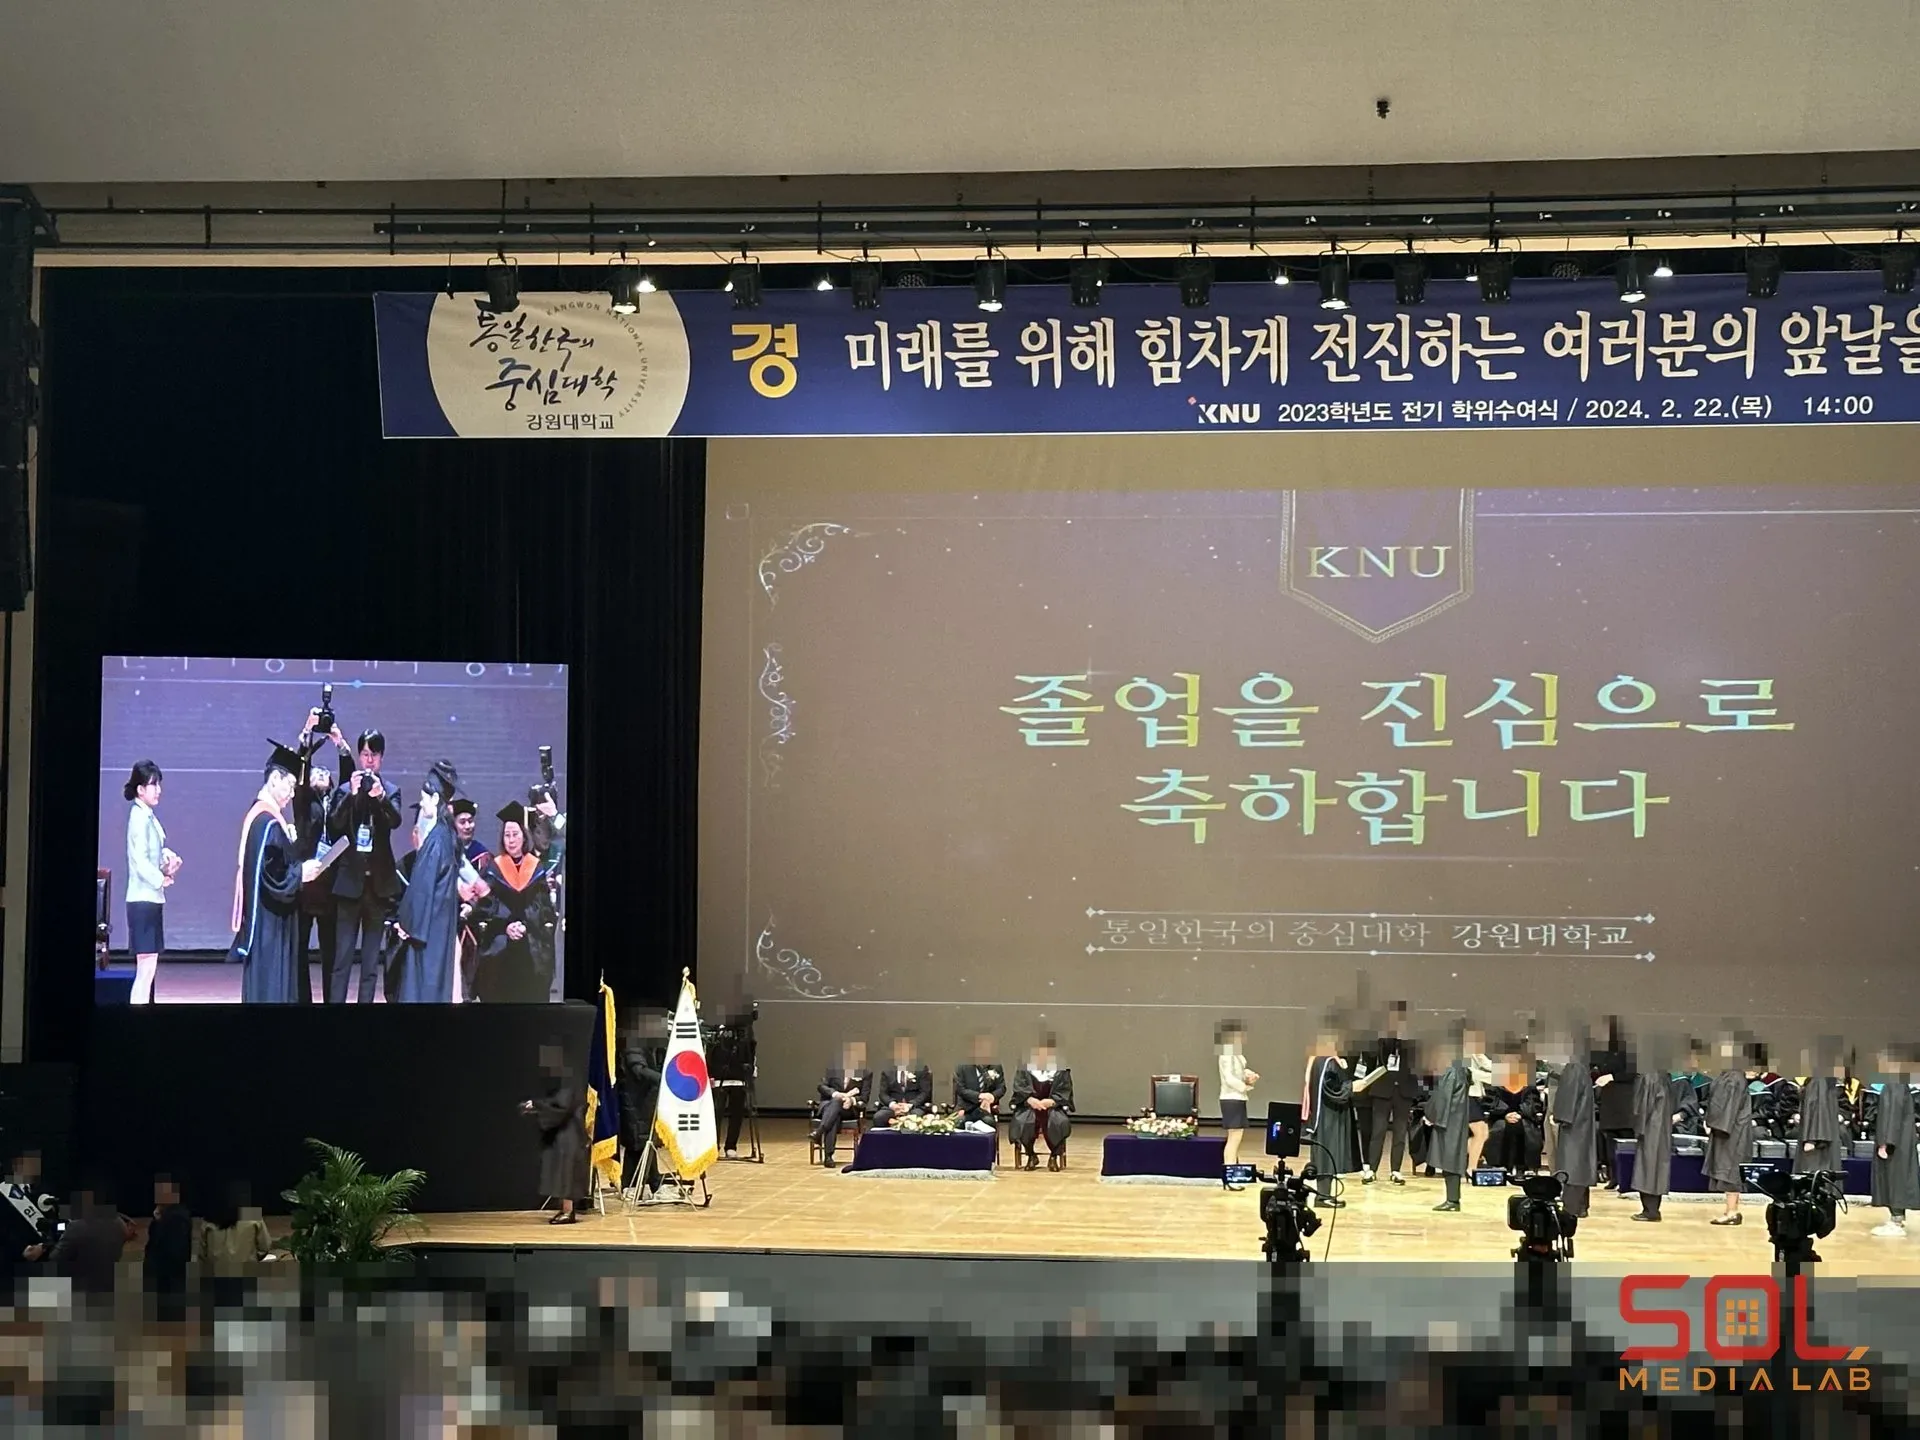 통일한국의
중심대학
KANGWON NATIONAL UNIVERSITY
강원대학교
경 미래를 위해 힘차게 전진하는 여러분의 앞날을
KNU 2023학년도 전기 학위수여식 / 2024. 2. 22.(목) 14:00
KNU
졸업을 진심으로
축하합니다
통일한국의 중심대학 강원대학교
SOL
MEDIA LAB